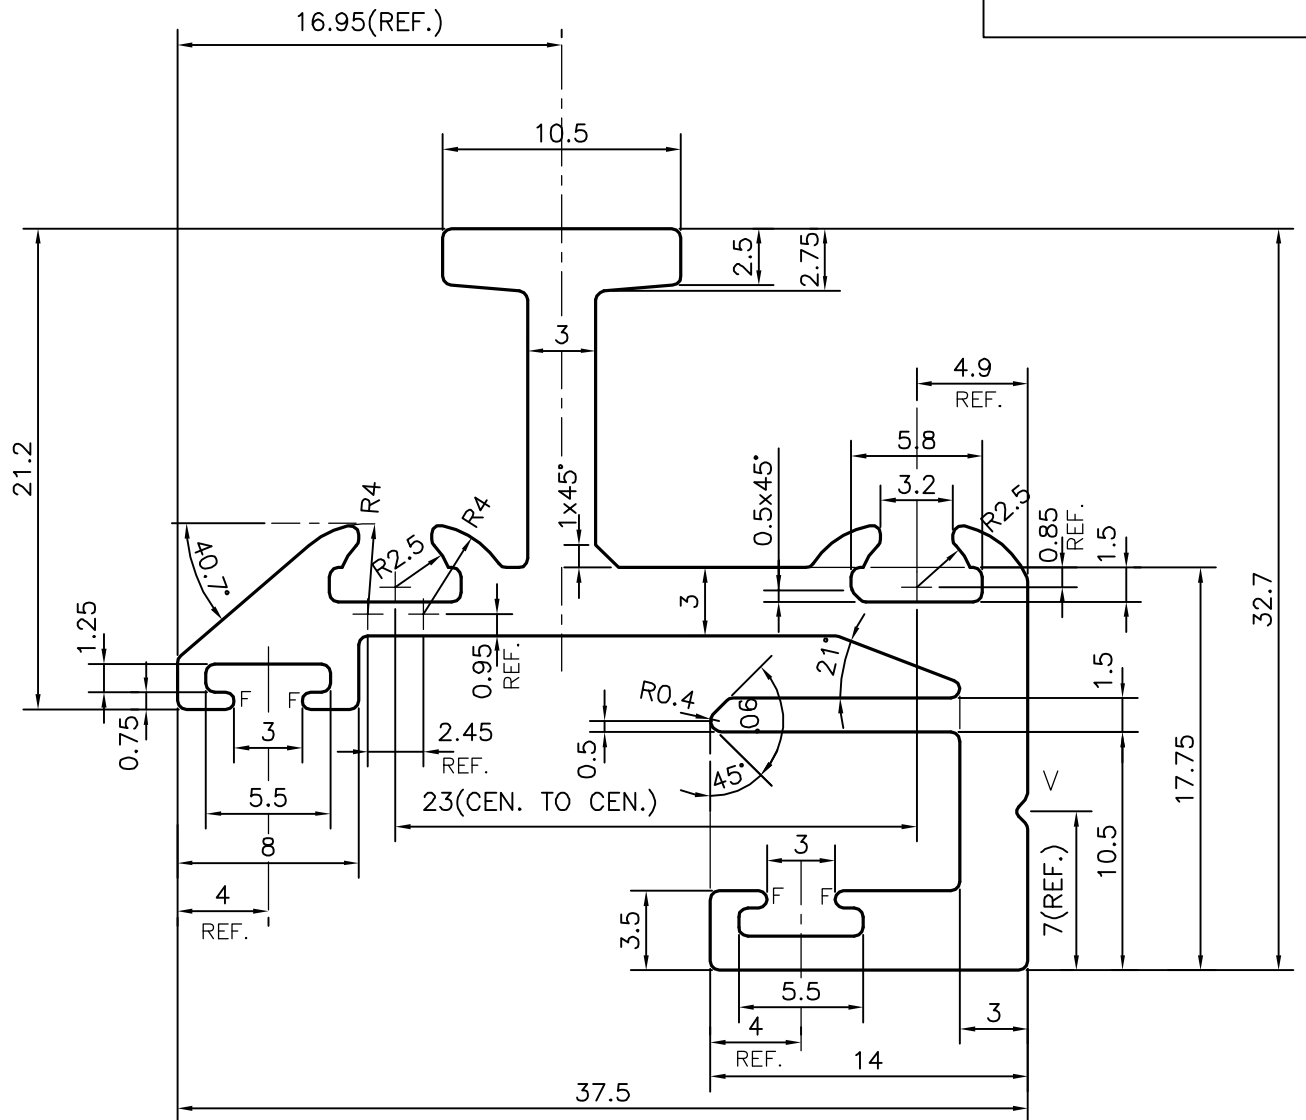 16.95(REF.)
10.5
2.5
2.75
3
4.9
REF.
5.8
3.2
R2.5
0.85
REF.
1.5
0.5x45°
1x45°
R4
R4
R2.5
21.2
40.7°
32.7
3
0.95
REF.
21°
1.25
0.75
F
F
3
5.5
8
4
REF.
2.45
REF.
R0.4
90°
0.5
45°
1.5
17.75
23(CEN. TO CEN.)
V
7(REF.)
10.5
3
F
F
3.5
5.5
4
REF.
3
14
37.5